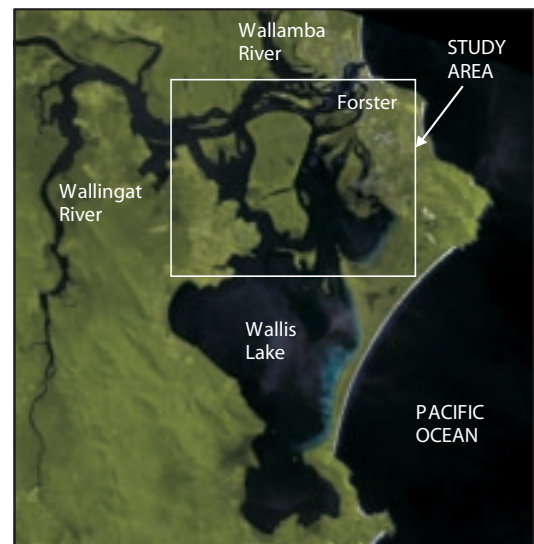 Wallamba
River
STUDY
AREA
Forster
Wallingat
River
Wallis
Lake
PACIFIC
OCEAN